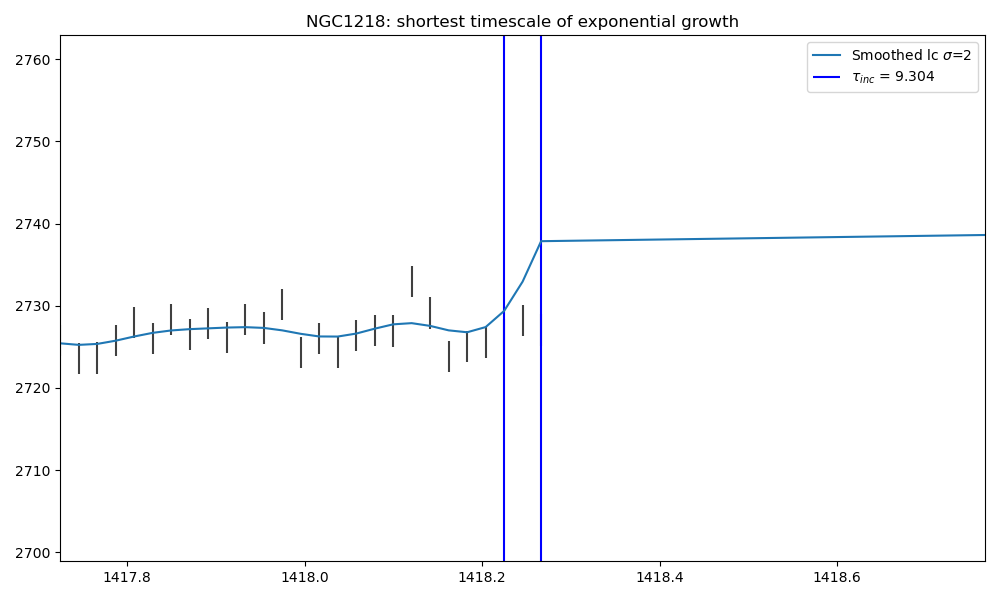 NGC1218: shortest timescale of exponential growth
Smoothed lc σ=2
τinc = 9.304
2760
2750
2740
2730
2720
2710
2700
1417.8 1418.0 1418.2 1418.4 1418.6